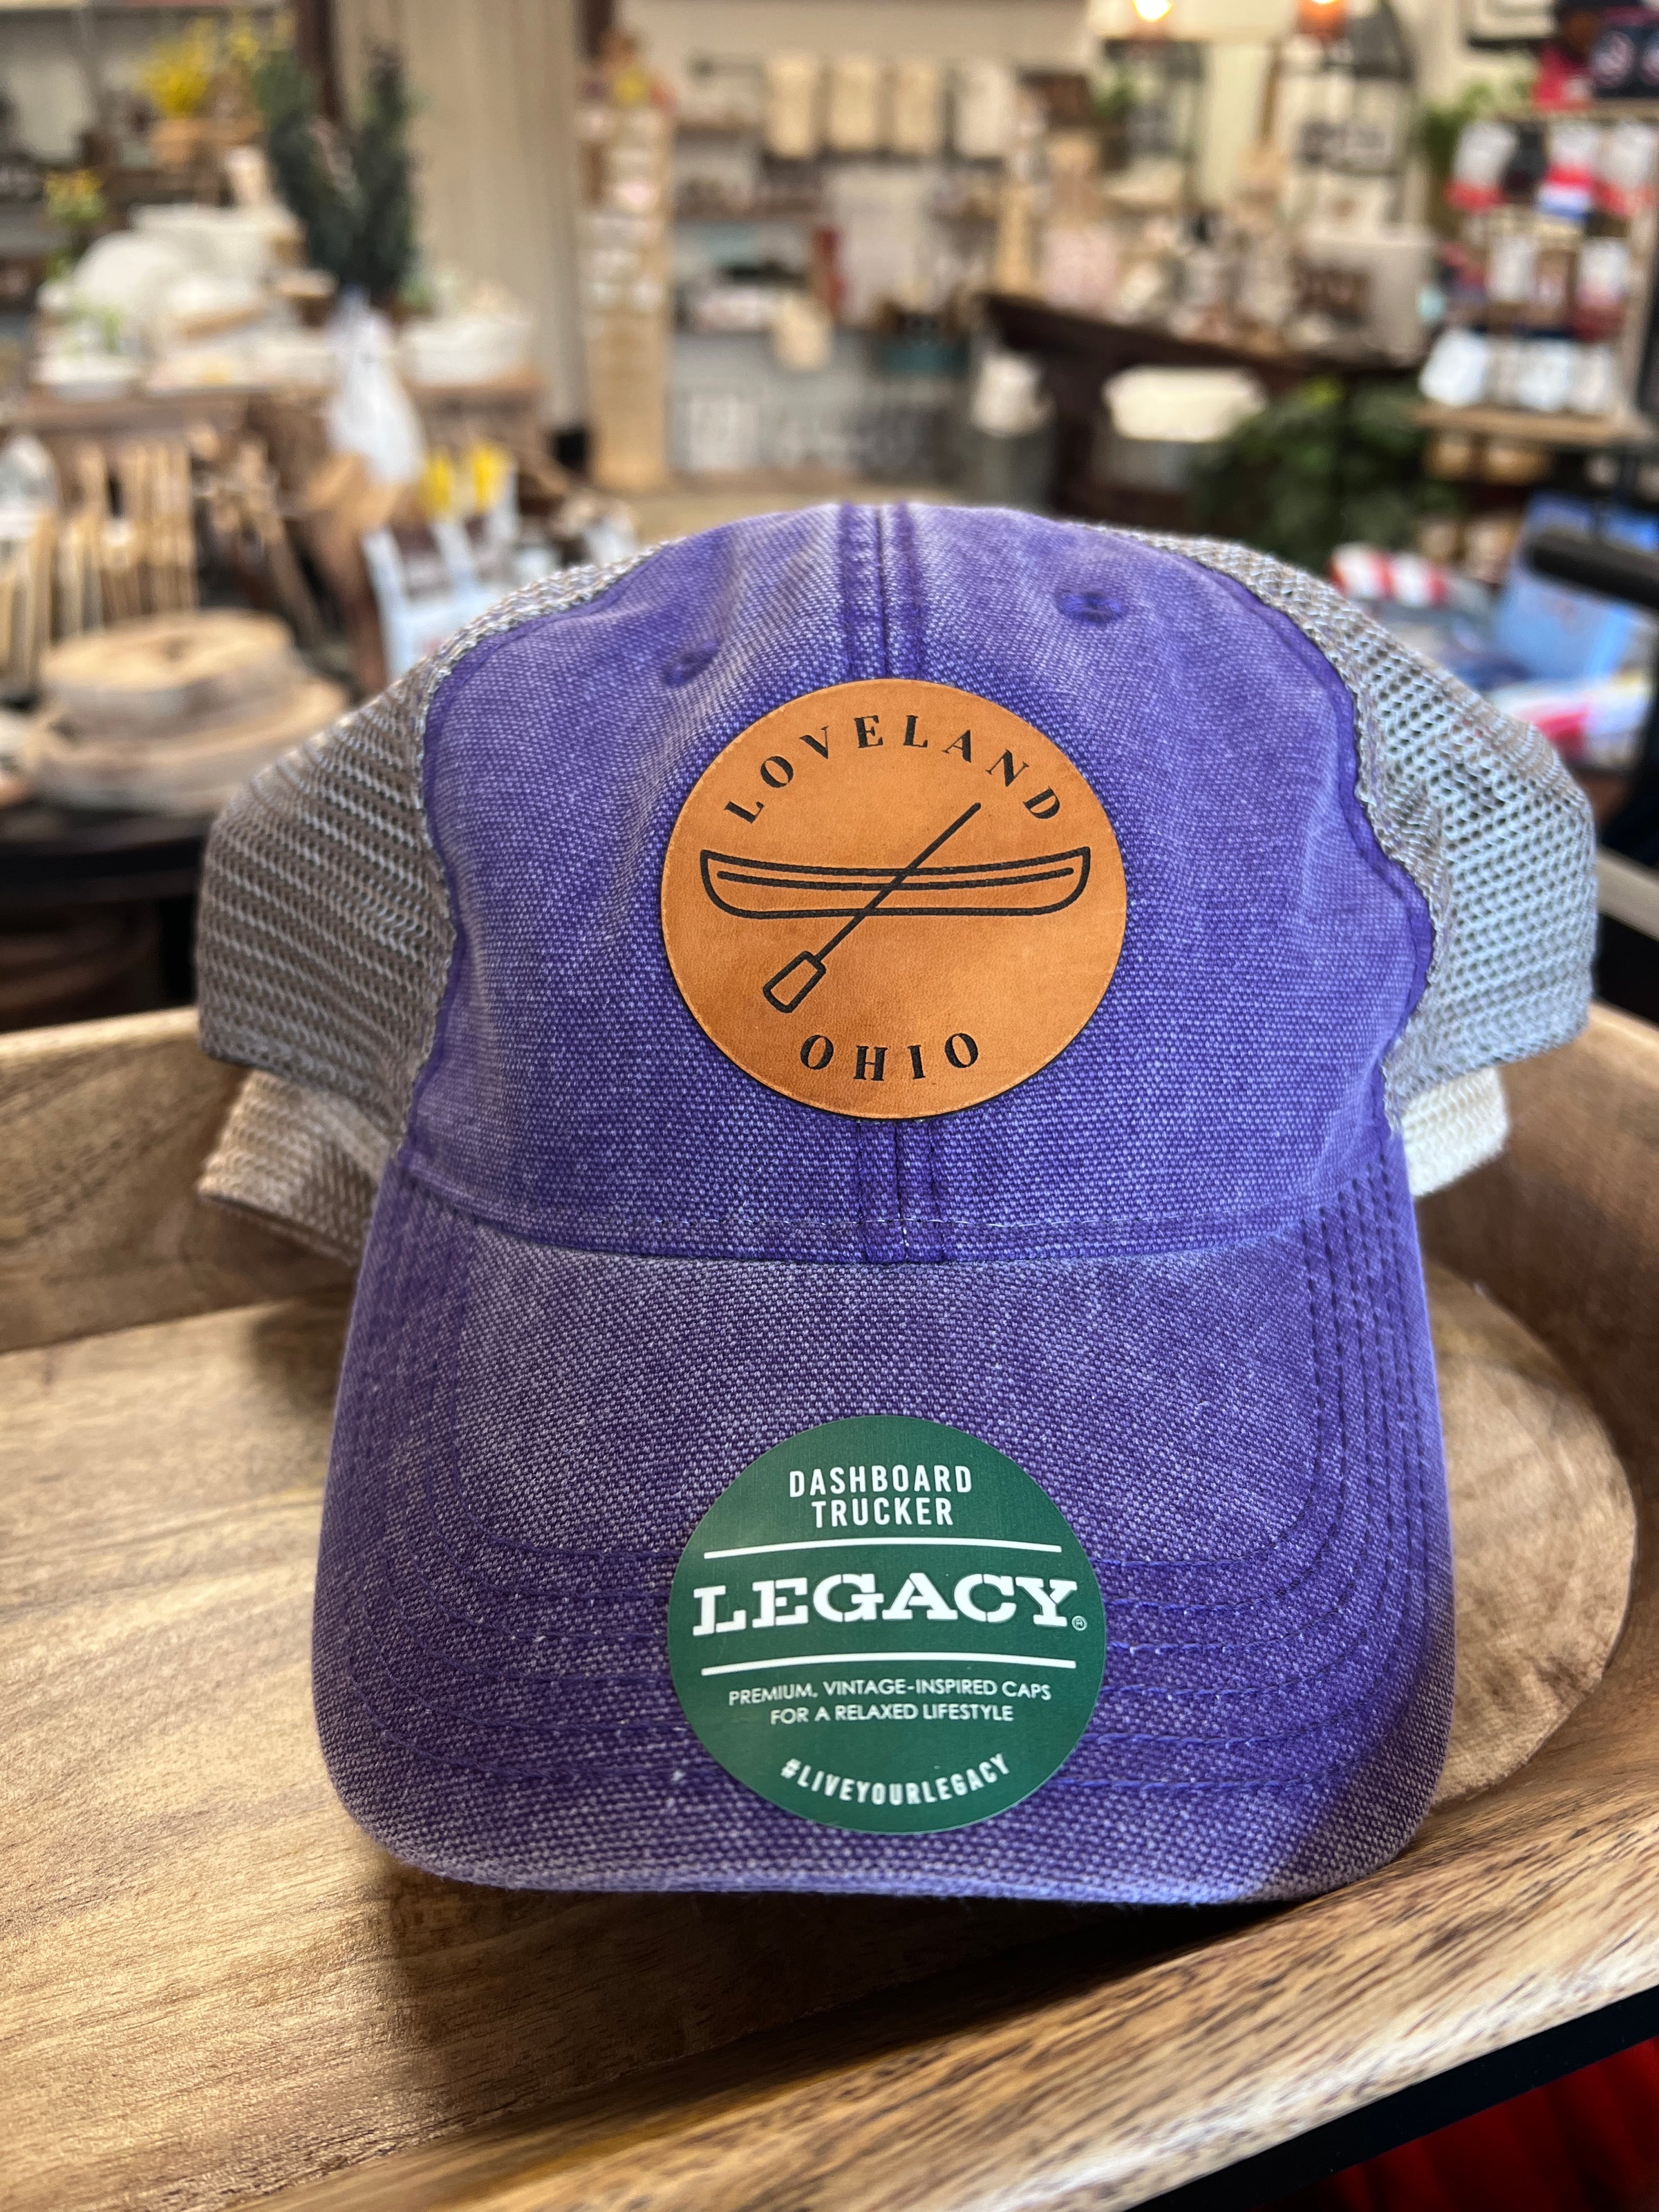 LOVELAND
OHIO
DASHBOARD
TRUCKER
LEGACY®
PREMIUM, VINTAGE-INSPIRED CAPS
FOR A RELAXED LIFESTYLE
#LIVEYOURLEGACY